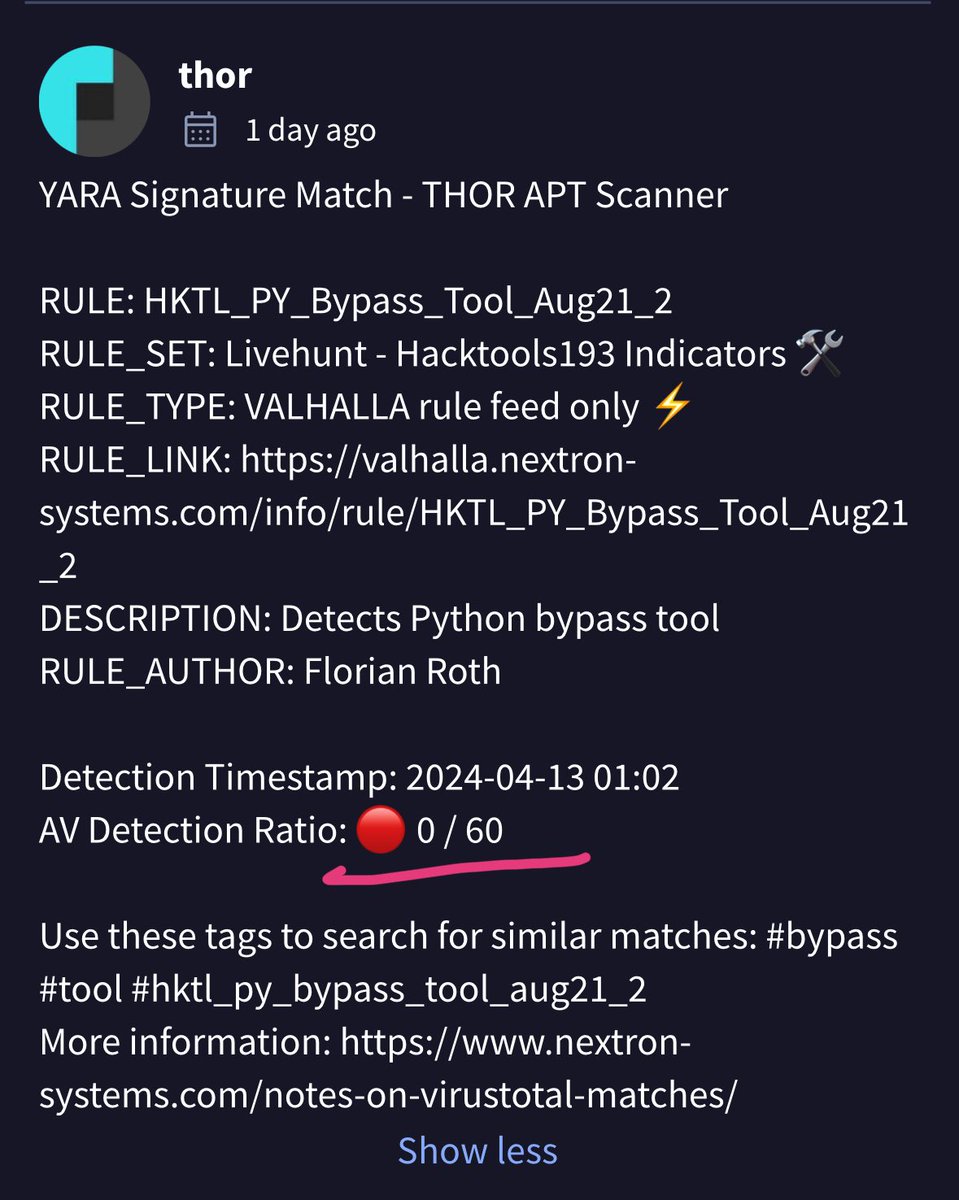 thor
1 day ago
YARA Signature Match - THOR APT Scanner
RULE: HKTL_PY_Bypass_Tool_Aug21_2
RULE_SET: Livehunt - Hacktools193 Indicators 🛠️
RULE_TYPE: VALHALLA rule feed only ⚡
RULE_LINK: https://valhalla.nextron-
systems.com/info/rule/HKTL_PY_Bypass_Tool_Aug21
_2
DESCRIPTION: Detects Python bypass tool
RULE_AUTHOR: Florian Roth
Detection Timestamp: 2024-04-13 01:02
AV Detection Ratio: 🔴 0 / 60
Use these tags to search for similar matches: #bypass
#tool #hktl_py_bypass_tool_aug21_2
More information: https://www.nextron-
systems.com/notes-on-virustotal-matches/
Show less